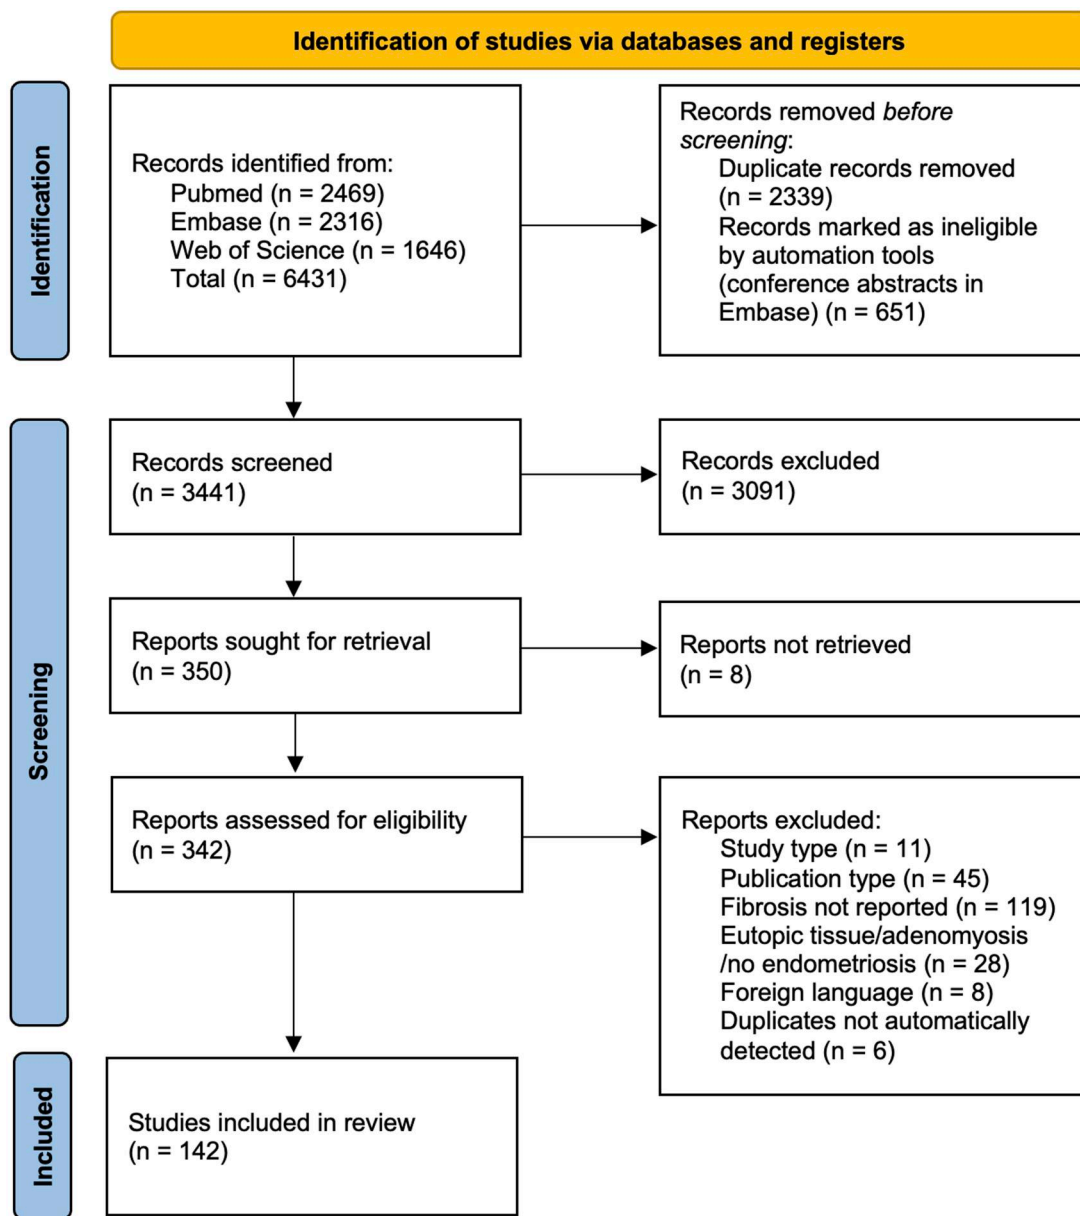 Identification of studies via databases and registers
Identification
Records identified from:
Pubmed (n = 2469)
Embase (n = 2316)
Web of Science (n = 1646)
Total (n = 6431)
Records removed before
screening:
Duplicate records removed
(n = 2339)
Records marked as ineligible
by automation tools
(conference abstracts in
Embase) (n = 651)
Screening
Records screened
(n = 3441)
Records excluded
(n = 3091)
Reports sought for retrieval
(n = 350)
Reports not retrieved
(n = 8)
Reports assessed for eligibility
(n = 342)
Reports excluded:
Study type (n = 11)
Publication type (n = 45)
Fibrosis not reported (n = 119)
Eutopic tissue/adenomyosis
/no endometriosis (n = 28)
Foreign language (n = 8)
Duplicates not automatically
detected (n = 6)
Included
Studies included in review
(n = 142)